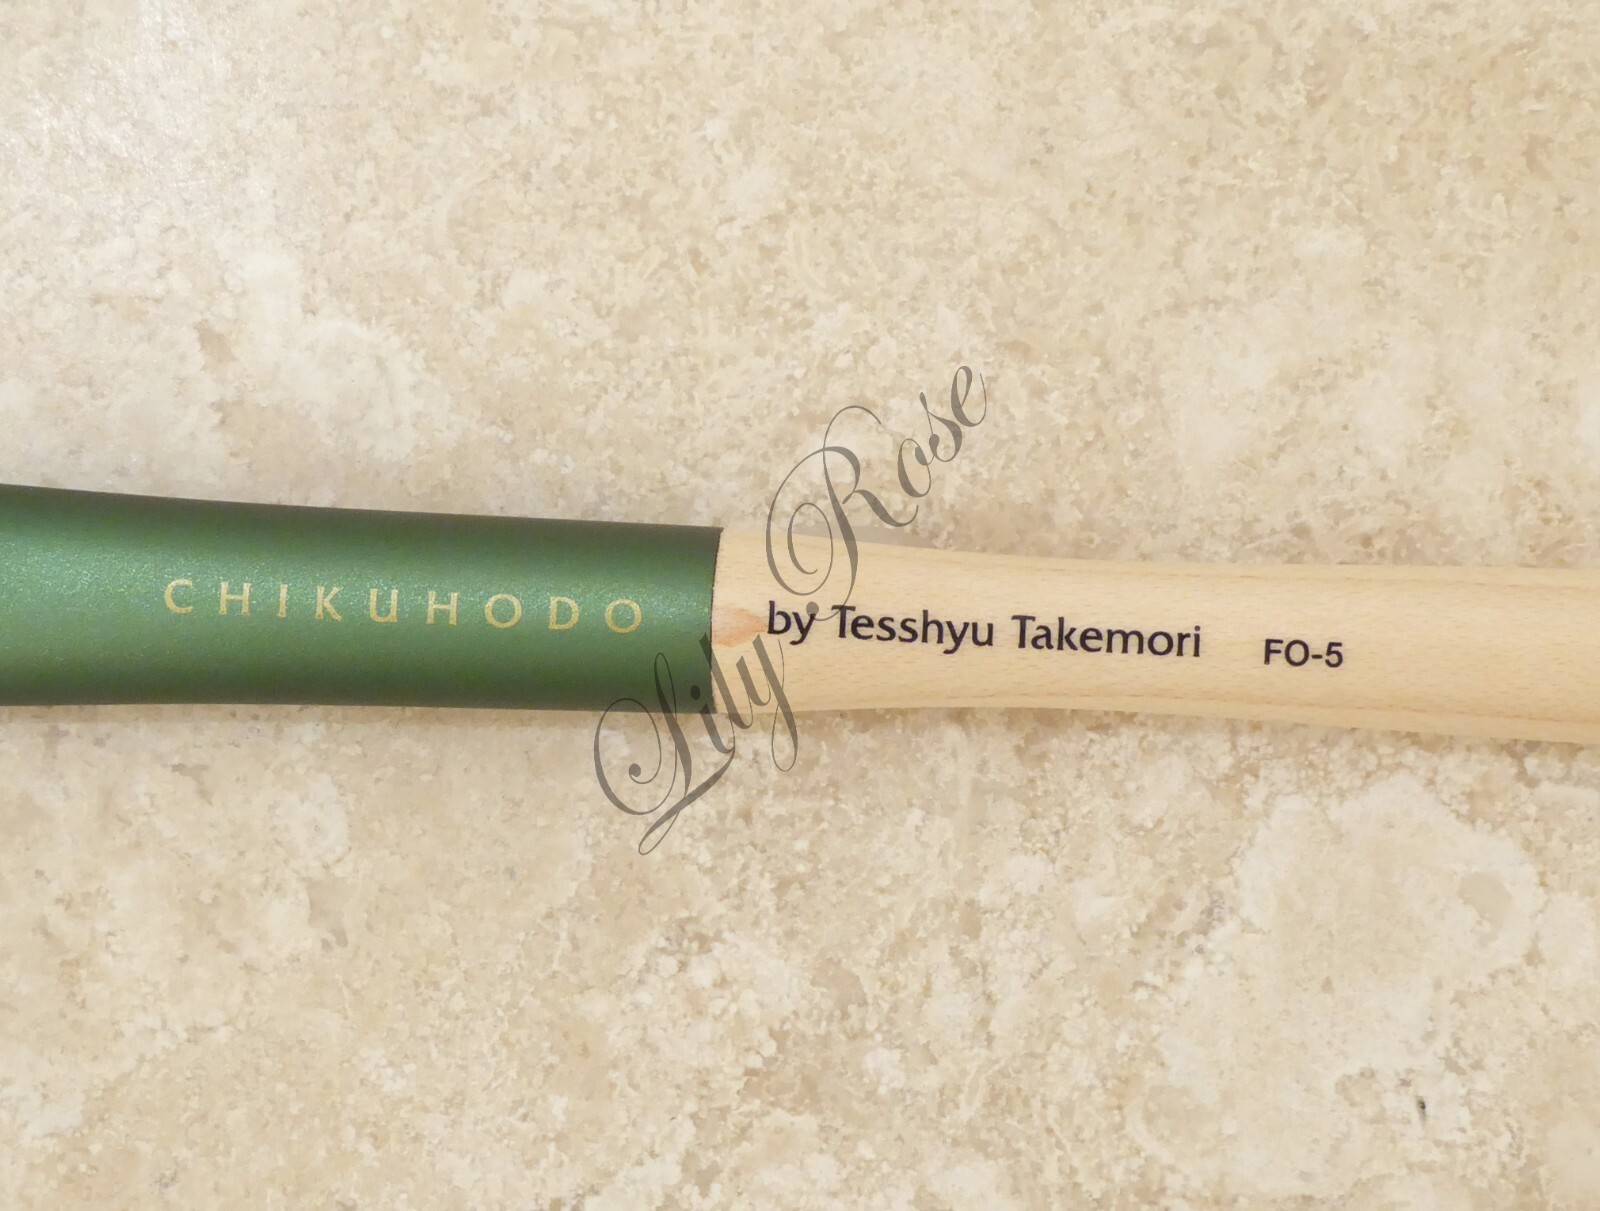 CHIKUHODO by Tesshyu Takemori FO-5
Lily Rose